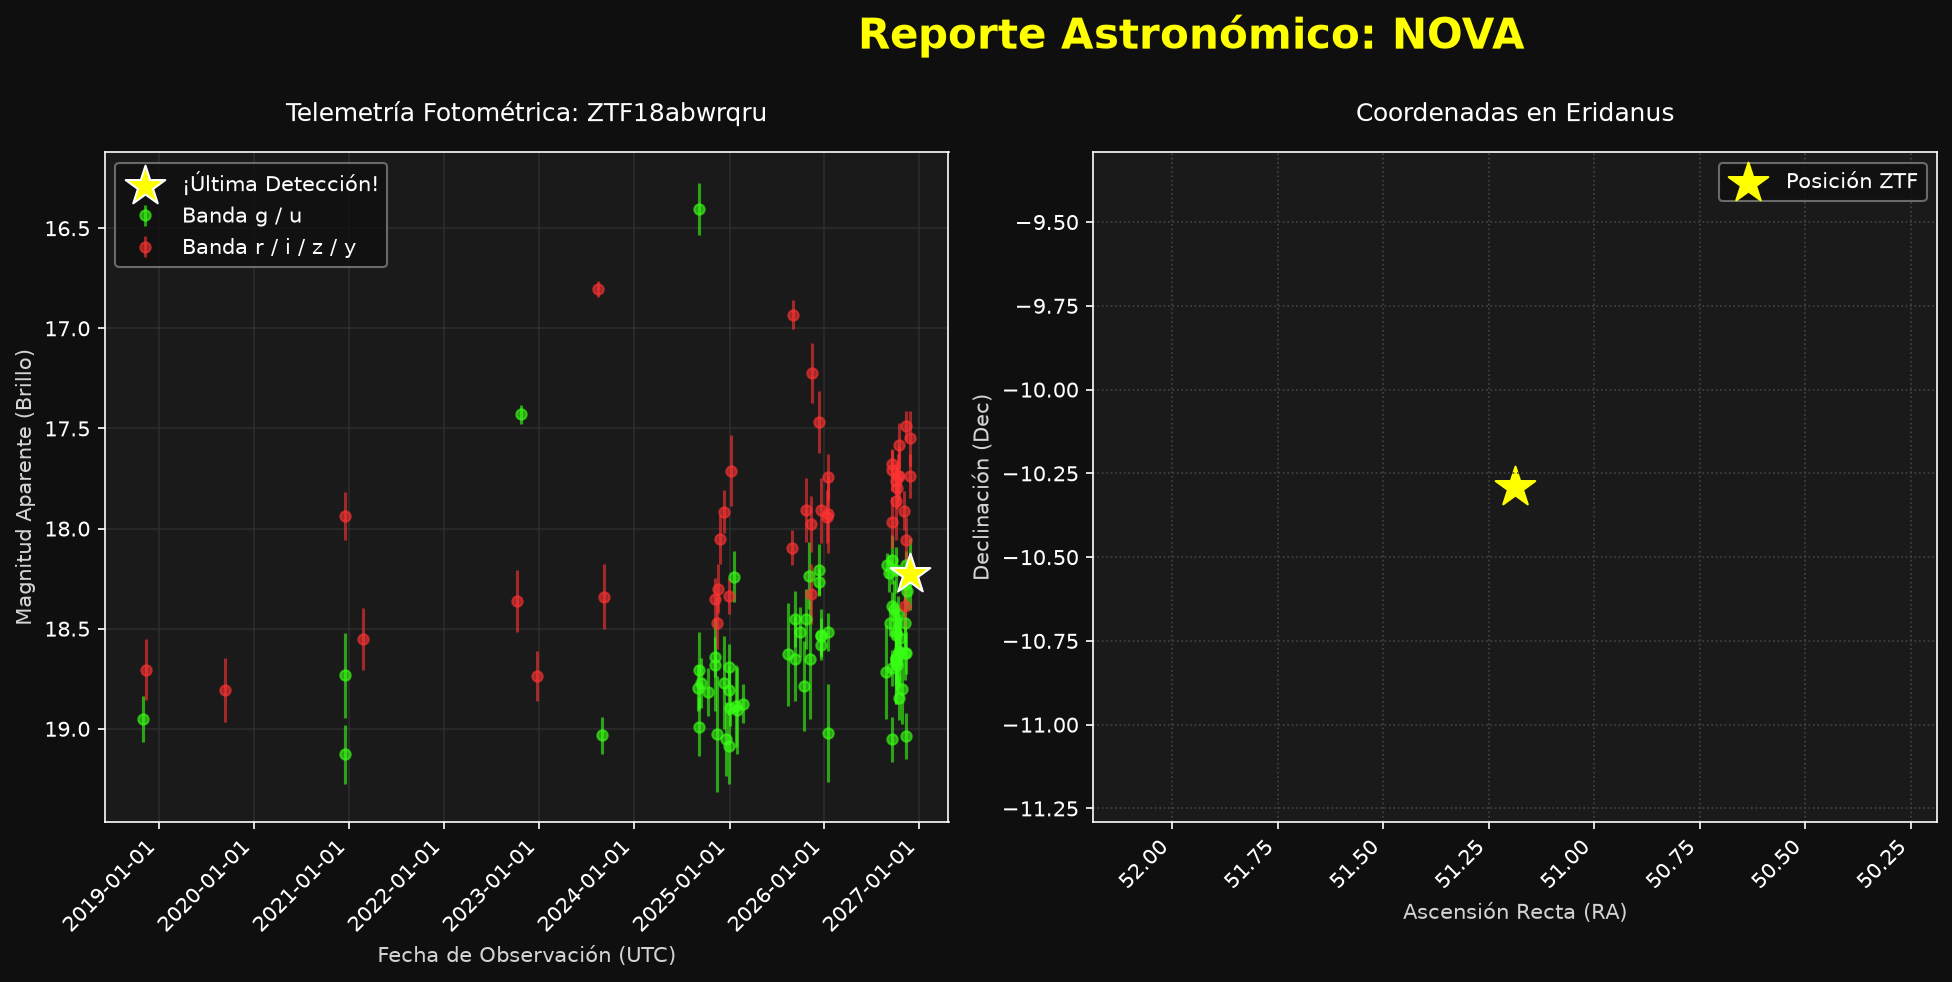 Reporte Astronómico: NOVA
Telemetría Fotométrica: ZTF18abwrqru
¡Última Detección!
Banda g / u
Banda r / i / z / y
Magnitud Aparente (Brillo)
16.5
17.0
17.5
18.0
18.5
19.0
2019-01-01
2020-01-01
2021-01-01
2022-01-01
2023-01-01
2024-01-01
2025-01-01
2026-01-01
2027-01-01
Fecha de Observación (UTC)
Coordenadas en Eridanus
Posición ZTF
Declinación (Dec)
−9.50
−9.75
−10.00
−10.25
−10.50
−10.75
−11.00
−11.25
52.00
51.75
51.50
51.25
51.00
50.75
50.50
50.25
Ascensión Recta (RA)